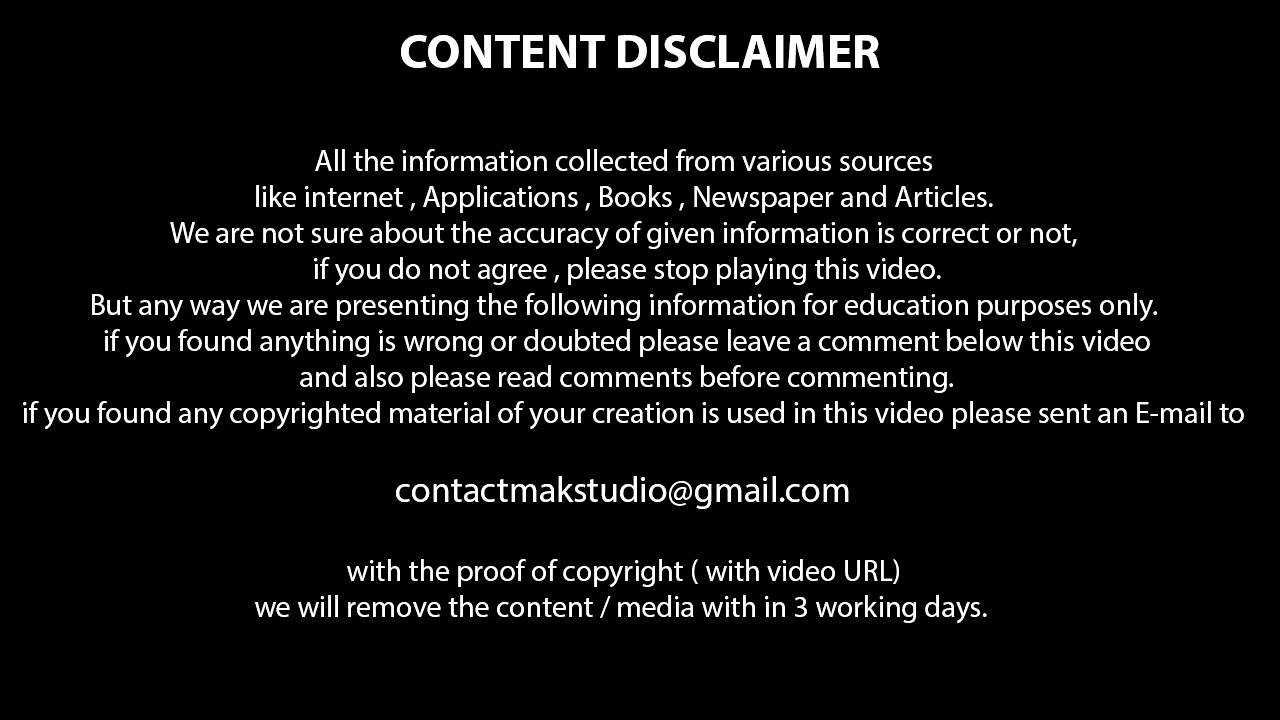 CONTENT DISCLAIMER
All the information collected from various sources
like internet , Applications , Books , Newspaper and Articles.
We are not sure about the accuracy of given information is correct or not,
if you do not agree , please stop playing this video.
But any way we are presenting the following information for education purposes only.
if you found anything is wrong or doubted please leave a comment below this video
and also please read comments before commenting.
if you found any copyrighted material of your creation is used in this video please sent an E-mail to
contactmakstudio@gmail.com
with the proof of copyright ( with video URL)
we will remove the content / media with in 3 working days.